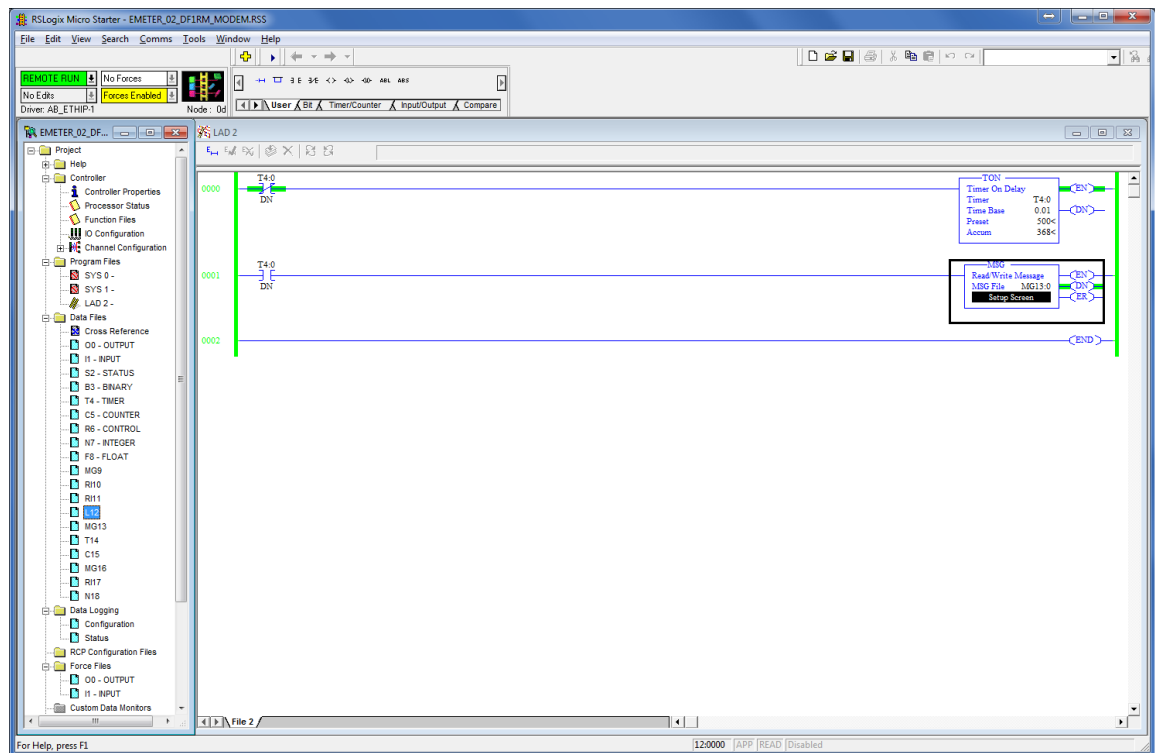 RSLogix Micro Starter - EMETER_02_DF1RM_MODEM.RSS
File Edit View Search Comms Tools Window Help
REMOTE RUN No Forces
No Edits Forces Enabled
Driver: AB_ETHIP-1 Node : 0d
ABL ABS
User Bit Timer/Counter Input/Output Compare
EMETER_02_DF...
Project
Help
Controller
Controller Properties
Processor Status
Function Files
IO Configuration
Channel Configuration
Program Files
SYS 0 -
SYS 1 -
LAD 2 -
Data Files
Cross Reference
O0 - OUTPUT
I1 - INPUT
S2 - STATUS
B3 - BINARY
T4 - TIMER
C5 - COUNTER
R6 - CONTROL
N7 - INTEGER
F8 - FLOAT
MG9
RI10
RI11
L12
MG13
T14
C15
MG16
RI17
N18
Data Logging
Configuration
Status
RCP Configuration Files
Force Files
O0 - OUTPUT
I1 - INPUT
Custom Data Monitors
LAD 2
0000
T4:0
DN
TON
Timer On Delay
Timer T4:0
Time Base 0.01
Preset 500<
Accum 368<
EN
DN
0001
T4:0
DN
MSG
Read/Write Message
MSG File MG13:0
Setup Screen
EN
DN
ER
0002
END
File 2
For Help, press F1
12:0000 APP READ Disabled